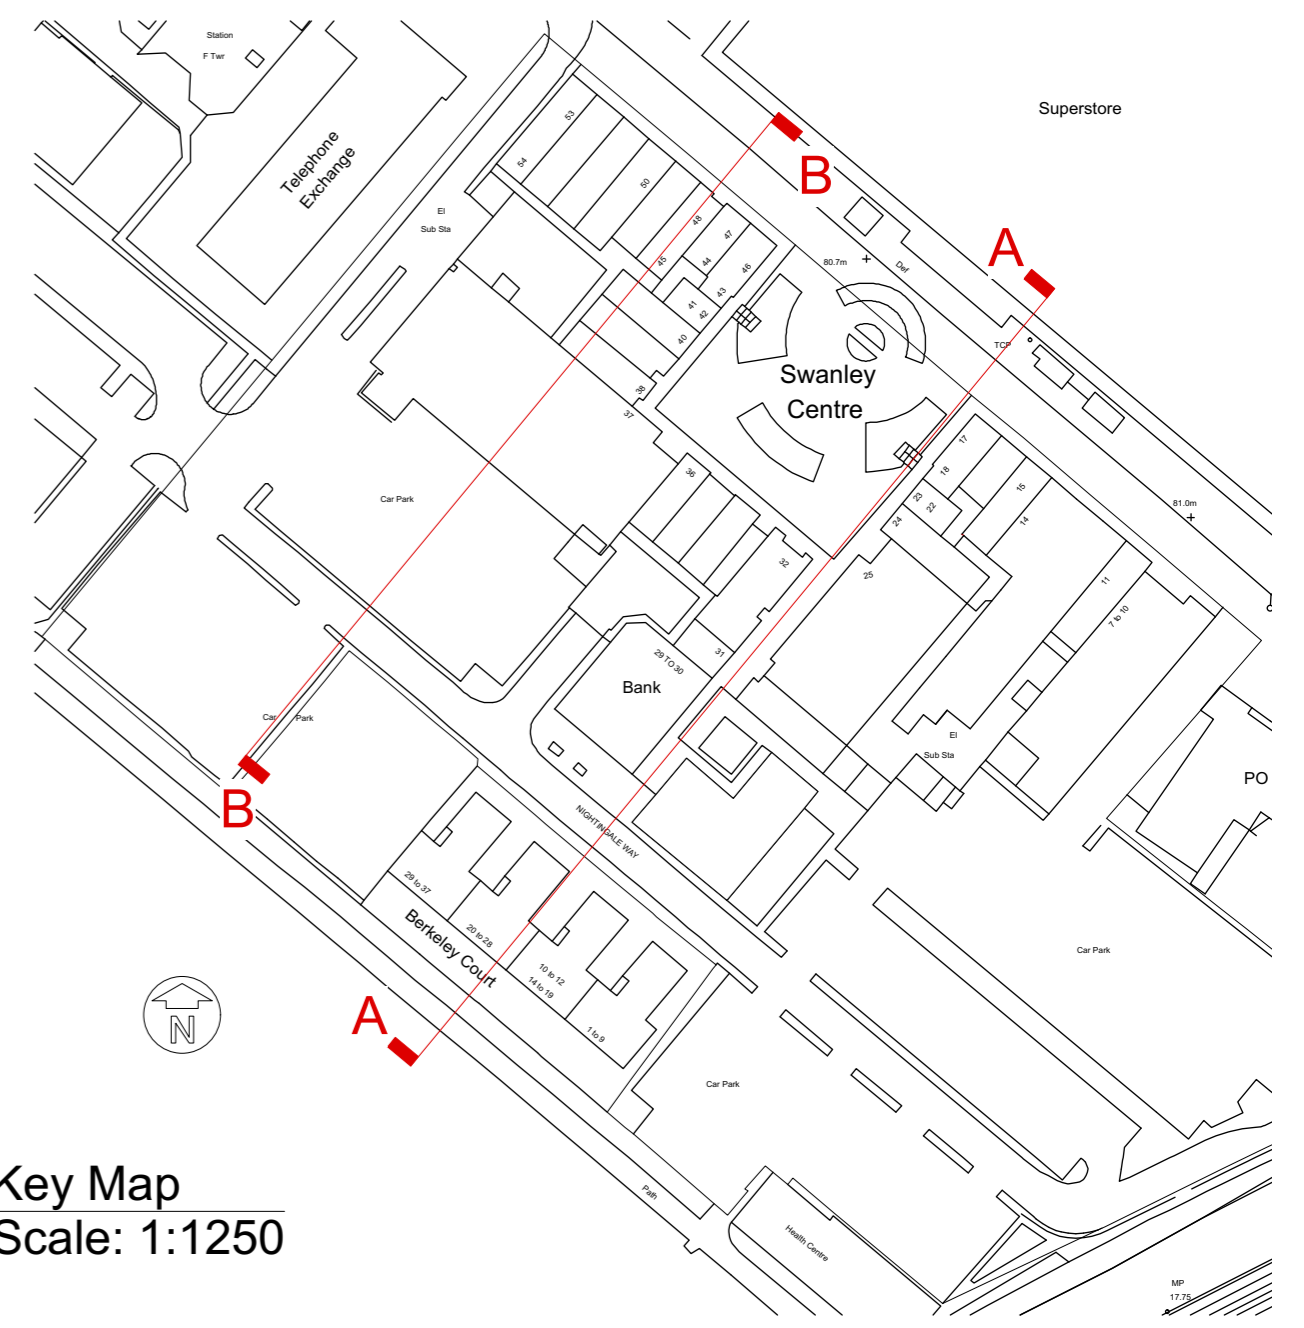 Station
F Twr
Superstore
Telephone
Exchange
53
54
B
50
El
Sub Sta
48
47
45
44
46
43
41
42
40
A
80.7m
Def
TCP
Swanley
Centre
38
37
17
18
15
14
23
22
24
81.0m
36
Car Park
32
25
11
7 to 10
31
29 TO 30
Bank
Car Park
El
Sub Sta
PO
B
NIGHTINGALE WAY
29 to 37
20 to 28
Berkeley Court
10 to 12
14 to 19
1 to 9
Car Park
A
N
Car Park
Path
Health Centre
MP
17.75
Key Map
Scale: 1:1250